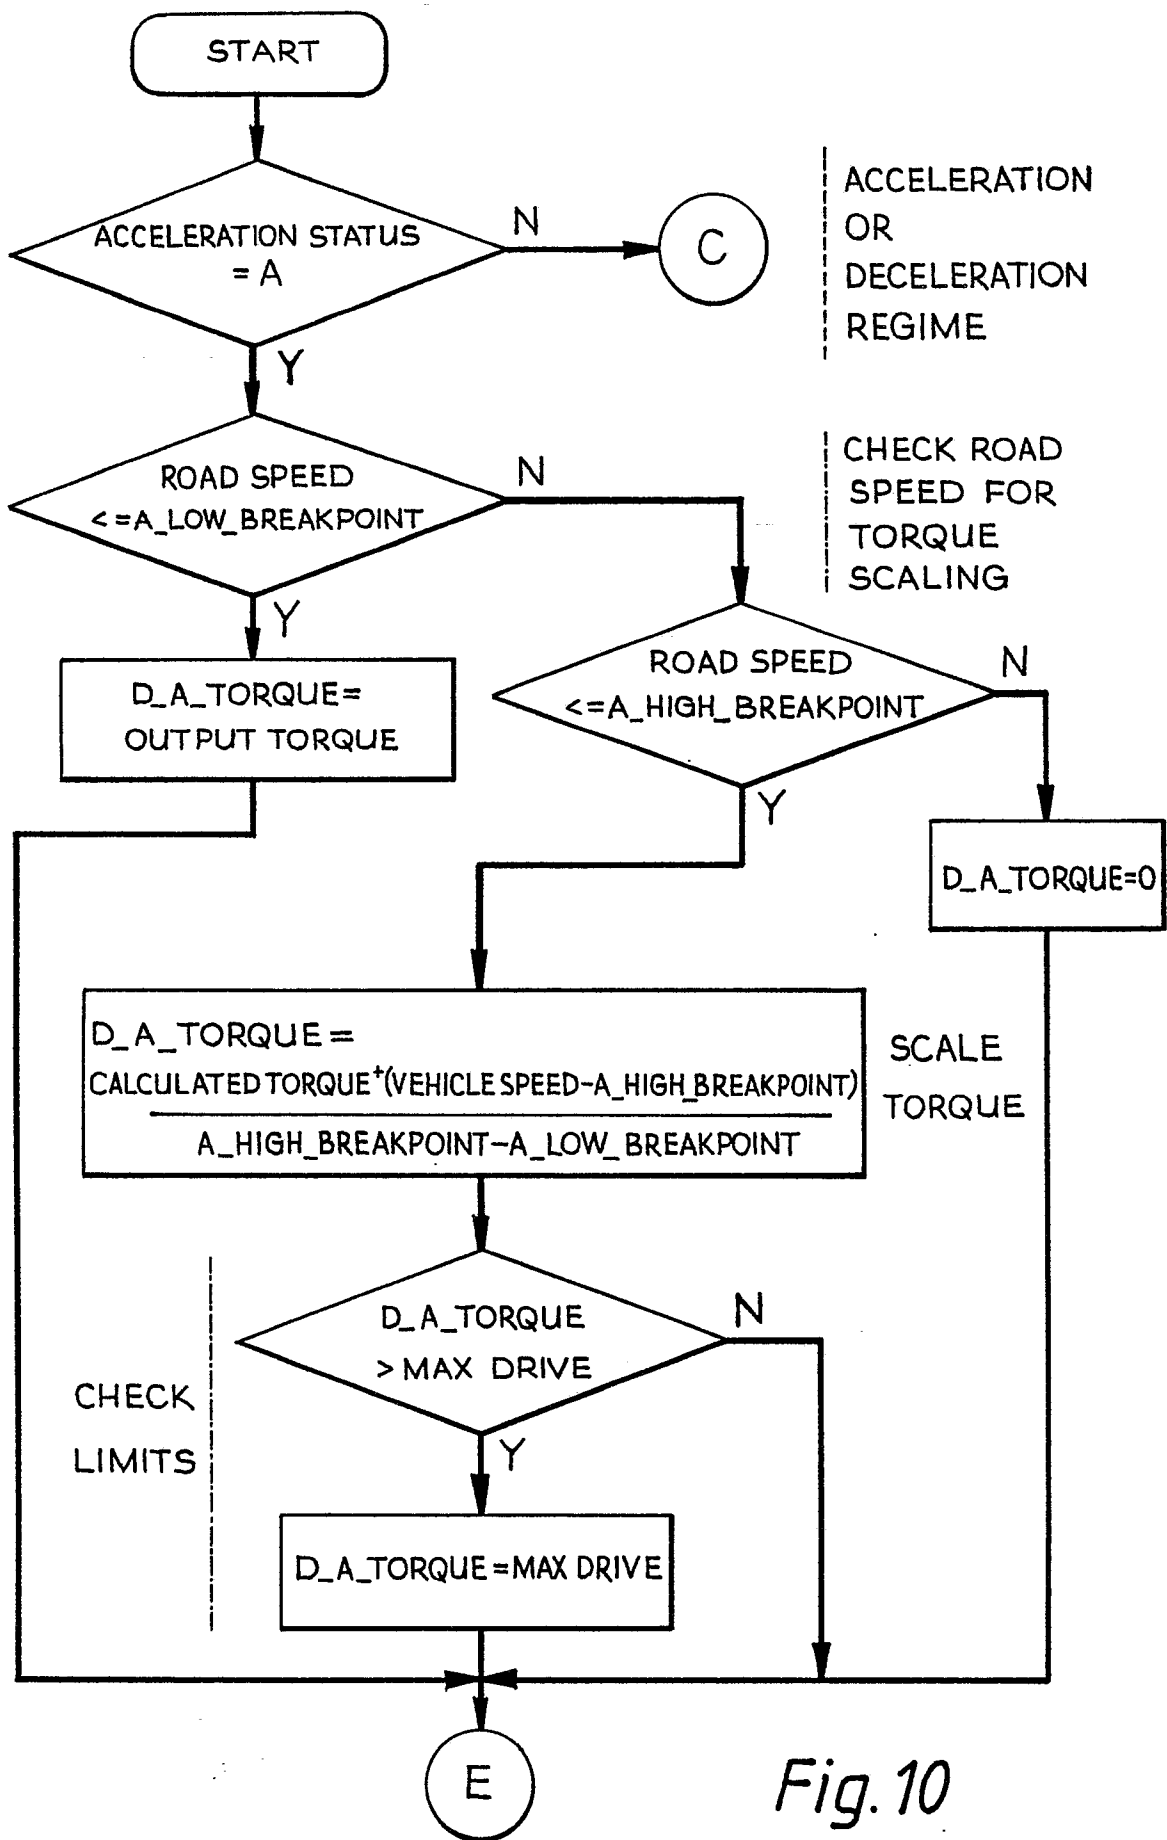 START
ACCELERATION STATUS
= A
N
C
ACCELERATION
OR
DECELERATION
REGIME
Y
ROAD SPEED
<=A_LOW_BREAKPOINT
N
CHECK ROAD
SPEED FOR
TORQUE
SCALING
Y
D_A_TORQUE=
OUTPUT TORQUE
ROAD SPEED
<=A_HIGH_BREAKPOINT
N
Y
D_A_TORQUE=0
D_A_TORQUE=
CALCULATED TORQUE+(VEHICLE SPEED-A_HIGH_BREAKPOINT)
A_HIGH_BREAKPOINT-A_LOW_BREAKPOINT
SCALE
TORQUE
D_A_TORQUE
>MAX DRIVE
N
CHECK
LIMITS
Y
D_A_TORQUE=MAX DRIVE
E
Fig.10